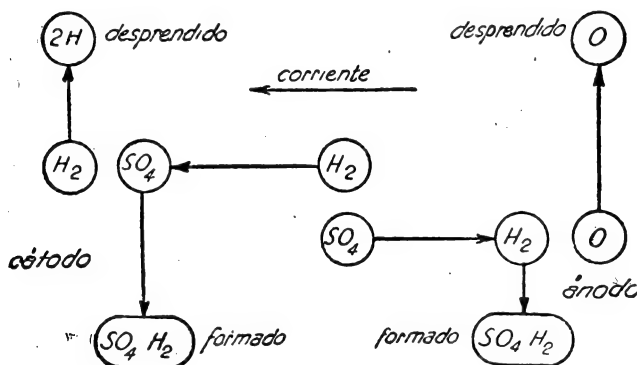 2H desprendido
desprendido O
corriente
H2 SO4 H2
SO4 H2 O
cátodo
ánodo
SO4 H2 formado
formado SO4 H2